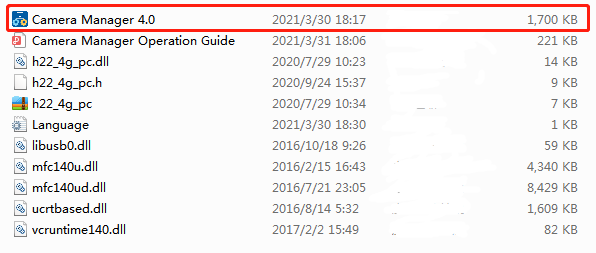 Camera Manager 4.0 2021/3/30 18:17 1,700 KB
Camera Manager Operation Guide 2021/3/31 18:06 221 KB
h22_4g_pc.dll 2020/7/29 10:23 14 KB
h22_4g_pc.h 2020/9/24 15:37 9 KB
h22_4g_pc 2020/7/29 10:34 7 KB
Language 2021/3/30 18:30 1 KB
libusb0.dll 2016/10/18 9:26 59 KB
mfc140u.dll 2016/2/15 16:43 4,340 KB
mfc140ud.dll 2016/7/21 23:05 8,429 KB
ucrtbased.dll 2016/8/14 5:32 1,609 KB
vcruntime140.dll 2017/2/2 15:49 82 KB